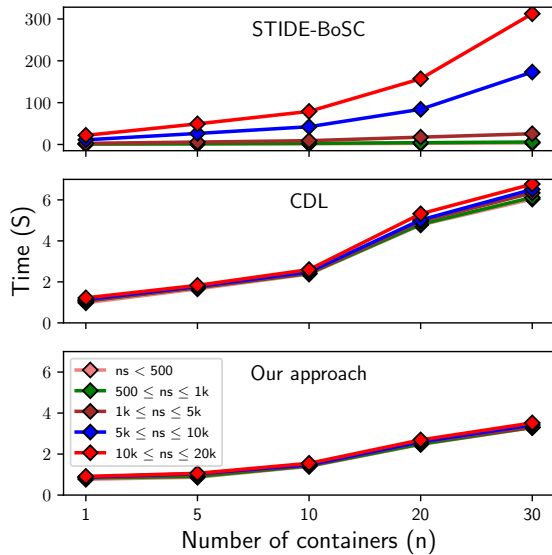 STIDE-BoSC
300
200
100
0
CDL
6
4
2
0
Time (S)
Our approach
6
4
2
0
ns < 500
500 ≤ ns ≤ 1k
1k ≤ ns ≤ 5k
5k ≤ ns ≤ 10k
10k ≤ ns ≤ 20k
1 5 10 20 30
Number of containers (n)